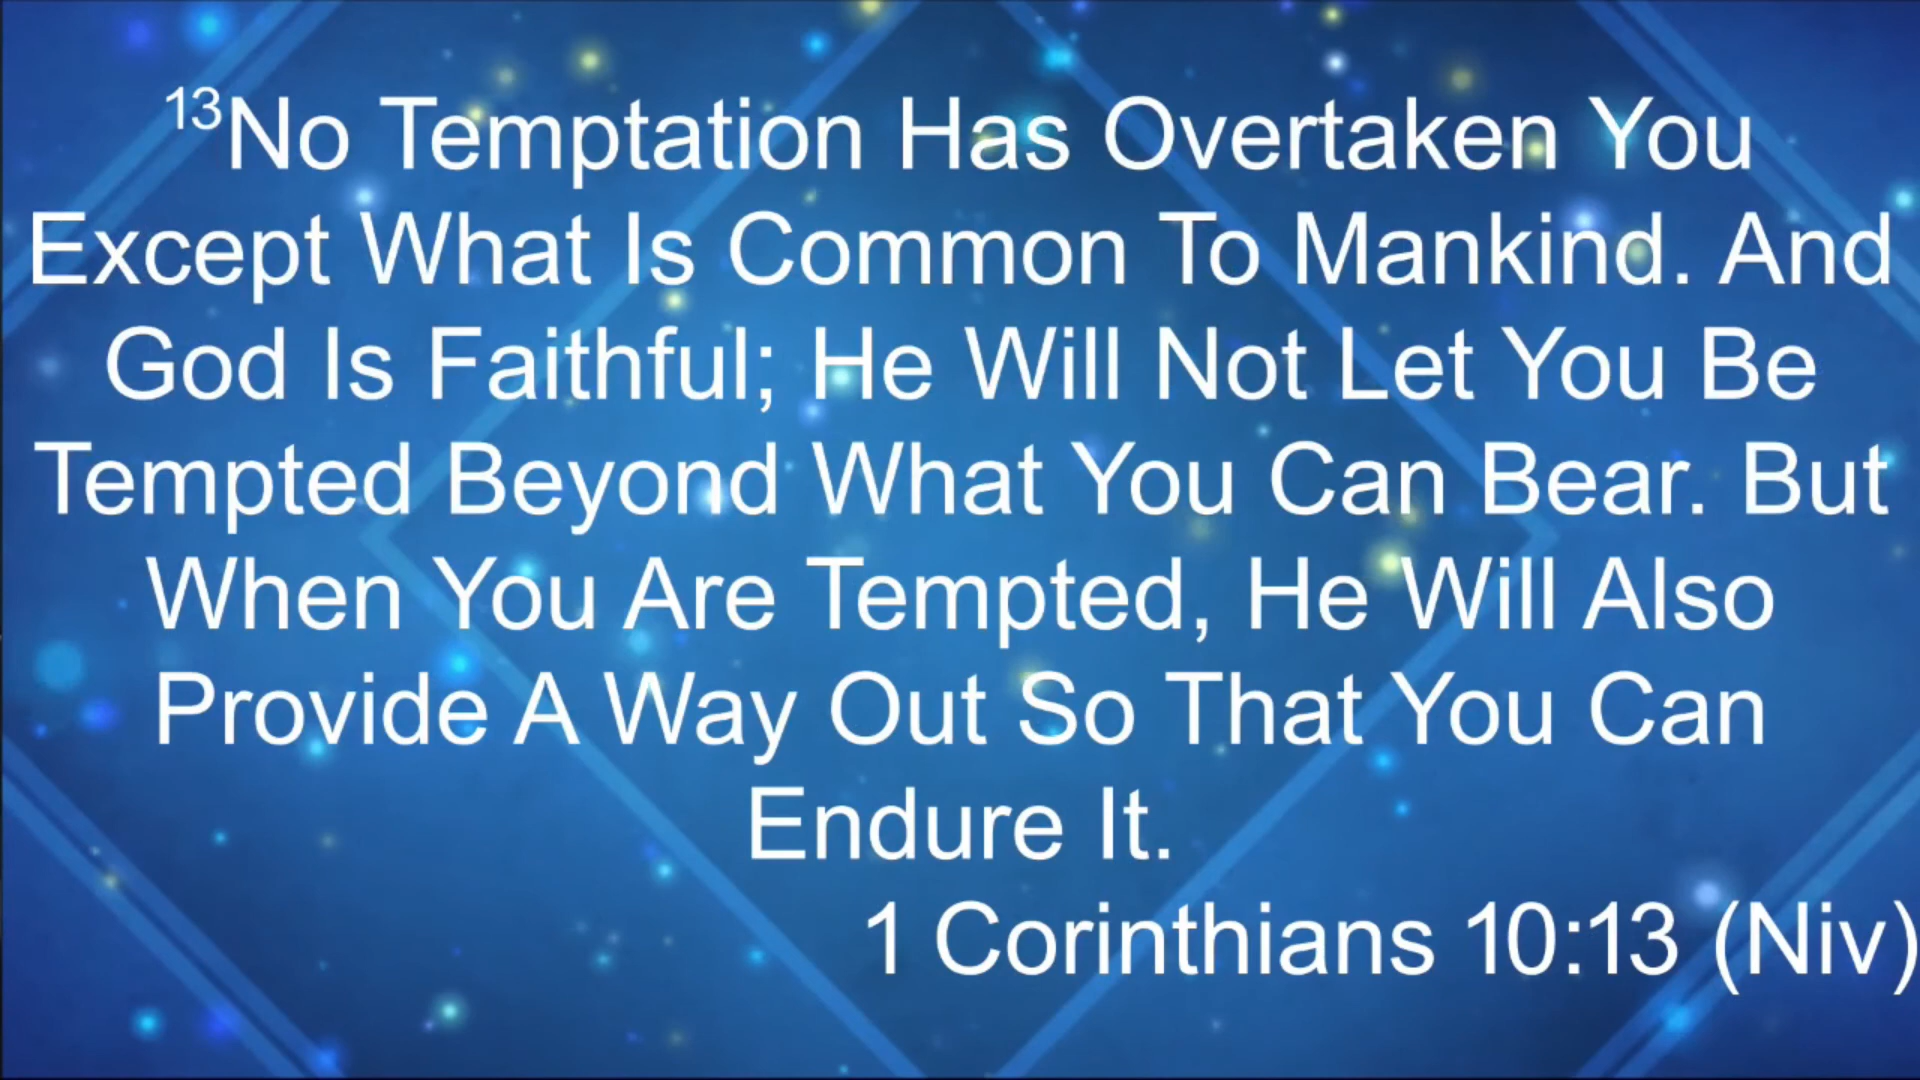 13No Temptation Has Overtaken You
Except What Is Common To Mankind. And
God Is Faithful; He Will Not Let You Be
Tempted Beyond What You Can Bear. But
When You Are Tempted, He Will Also
Provide A Way Out So That You Can
Endure It.
1 Corinthians 10:13 (Niv)